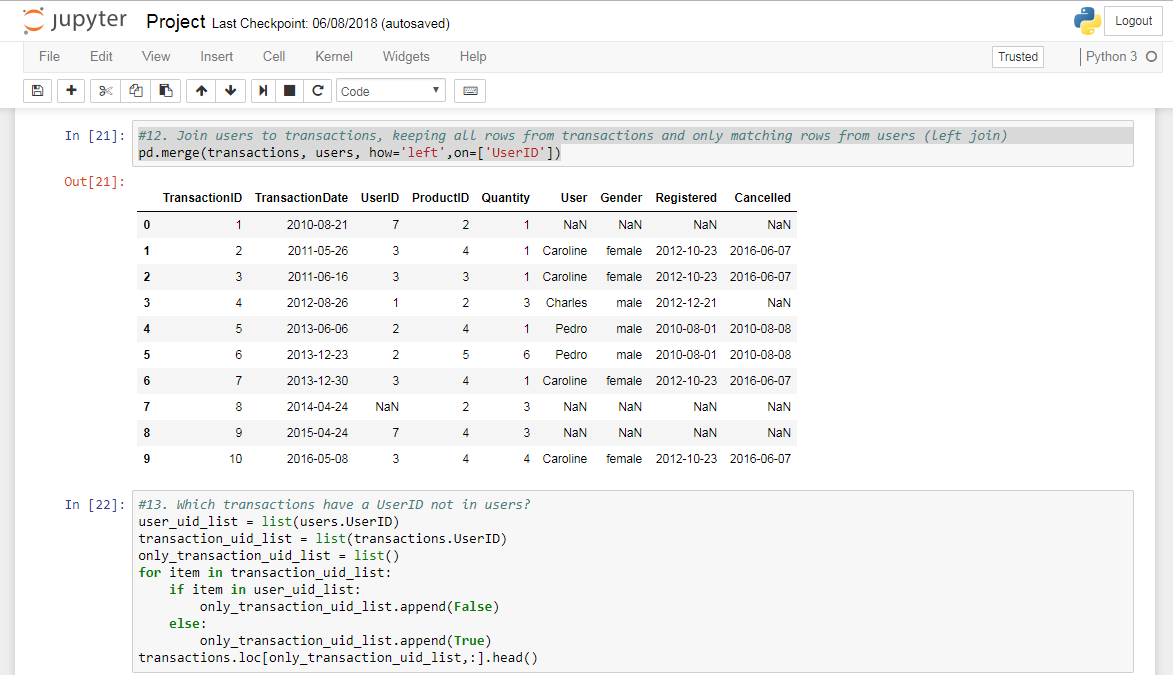 jupyter Project Last Checkpoint: 06/08/2018 (autosaved) Logout
File Edit View Insert Cell Kernel Widgets Help Trusted Python 3
Code
In [21]: #12. Join users to transactions, keeping all rows from transactions and only matching rows from users (left join)
pd.merge(transactions, users, how='left',on=['UserID'])
Out[21]:
TransactionID TransactionDate UserID ProductID Quantity User Gender Registered Cancelled
0 1 2010-08-21 7 2 1 NaN NaN NaN NaN
1 2 2011-05-26 3 4 1 Caroline female 2012-10-23 2016-06-07
2 3 2011-06-16 3 3 1 Caroline female 2012-10-23 2016-06-07
3 4 2012-08-26 1 2 3 Charles male 2012-12-21 NaN
4 5 2013-06-06 2 4 1 Pedro male 2010-08-01 2010-08-08
5 6 2013-12-23 2 5 6 Pedro male 2010-08-01 2010-08-08
6 7 2013-12-30 3 4 1 Caroline female 2012-10-23 2016-06-07
7 8 2014-04-24 NaN 2 3 NaN NaN NaN NaN
8 9 2015-04-24 7 4 3 NaN NaN NaN NaN
9 10 2016-05-08 3 4 4 Caroline female 2012-10-23 2016-06-07
In [22]: #13. Which transactions have a UserID not in users?
user_uid_list = list(users.UserID)
transaction_uid_list = list(transactions.UserID)
only_transaction_uid_list = list()
for item in transaction_uid_list:
    if item in user_uid_list:
        only_transaction_uid_list.append(False)
    else:
        only_transaction_uid_list.append(True)
transactions.loc[only_transaction_uid_list,:].head()